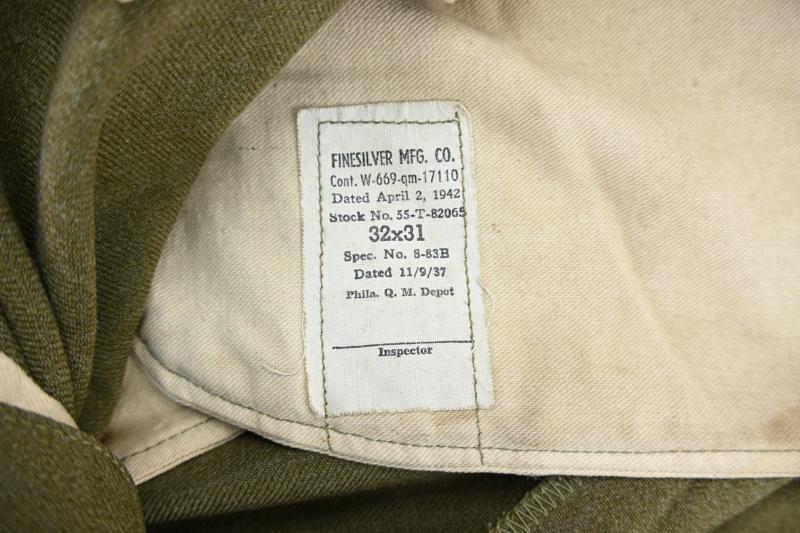 FINESILVER MFG. CO.
Cont. W-669-qm-17110
Dated April 2, 1942
Stock No. 55-T-82065
32x31
Spec. No. 8-83B
Dated 11/9/37
Phila. Q. M. Depot
Inspector